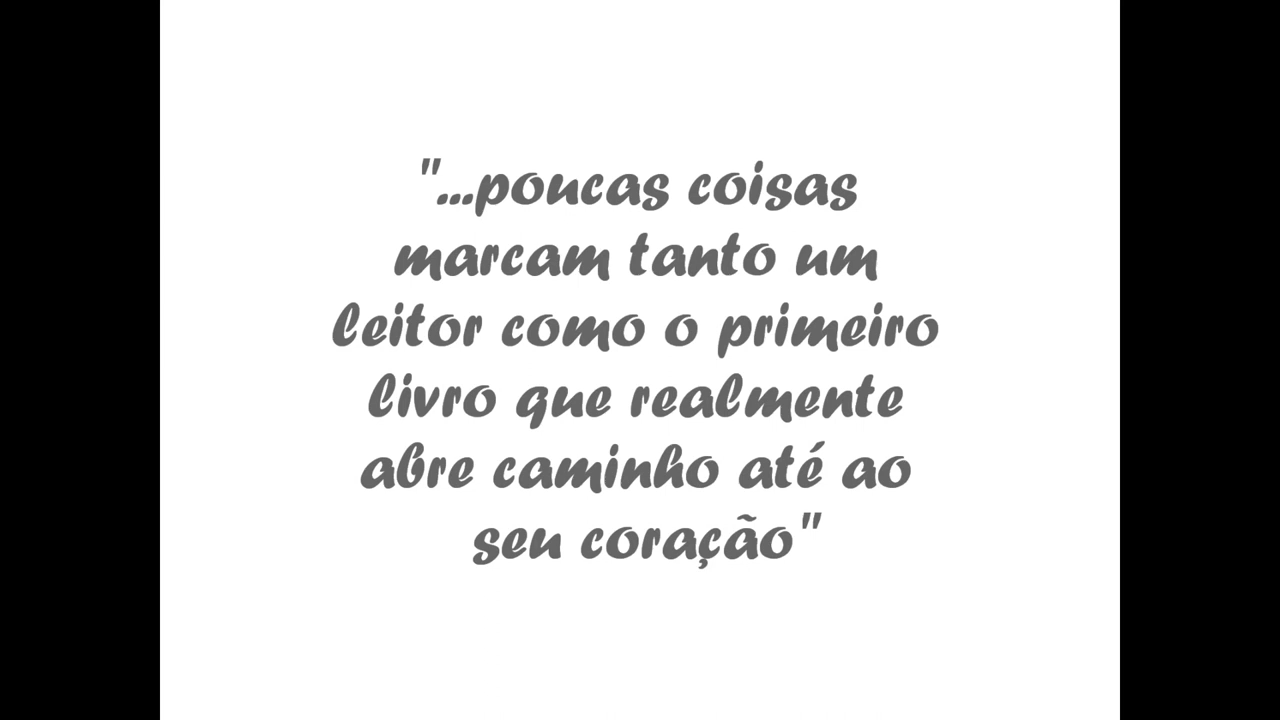 "...poucas coisas
marcam tanto um
leitor como o primeiro
livro que realmente
abre caminho até ao
seu coração"